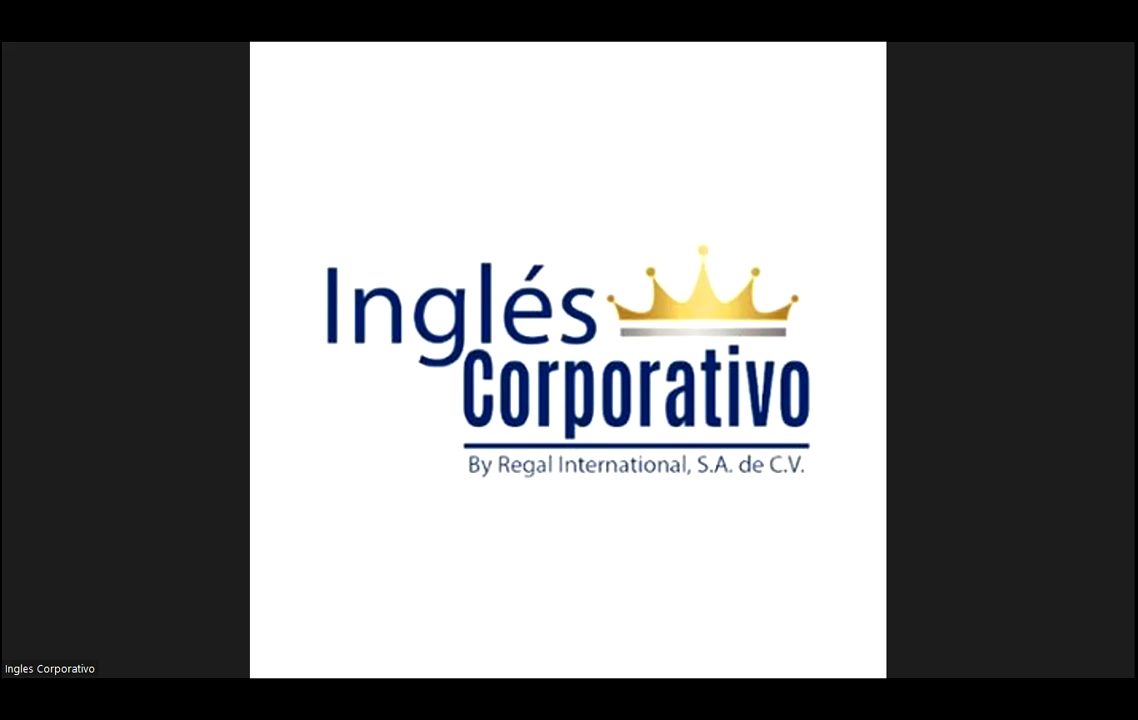 Inglés
Corporativo
By Regal International, S.A. de C.V.
Ingles Corporativo